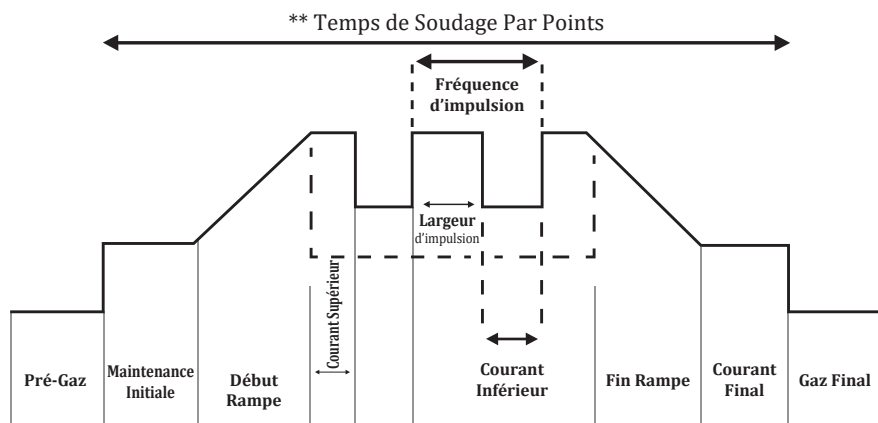 ** Temps de Soudage Par Points
Fréquence
d'impulsion
Largeur
d'impulsion
Courant Supérieur
Pré-Gaz
Maintenance
Initiale
Début
Rampe
Courant
Inférieur
Fin Rampe
Courant
Final
Gaz Final